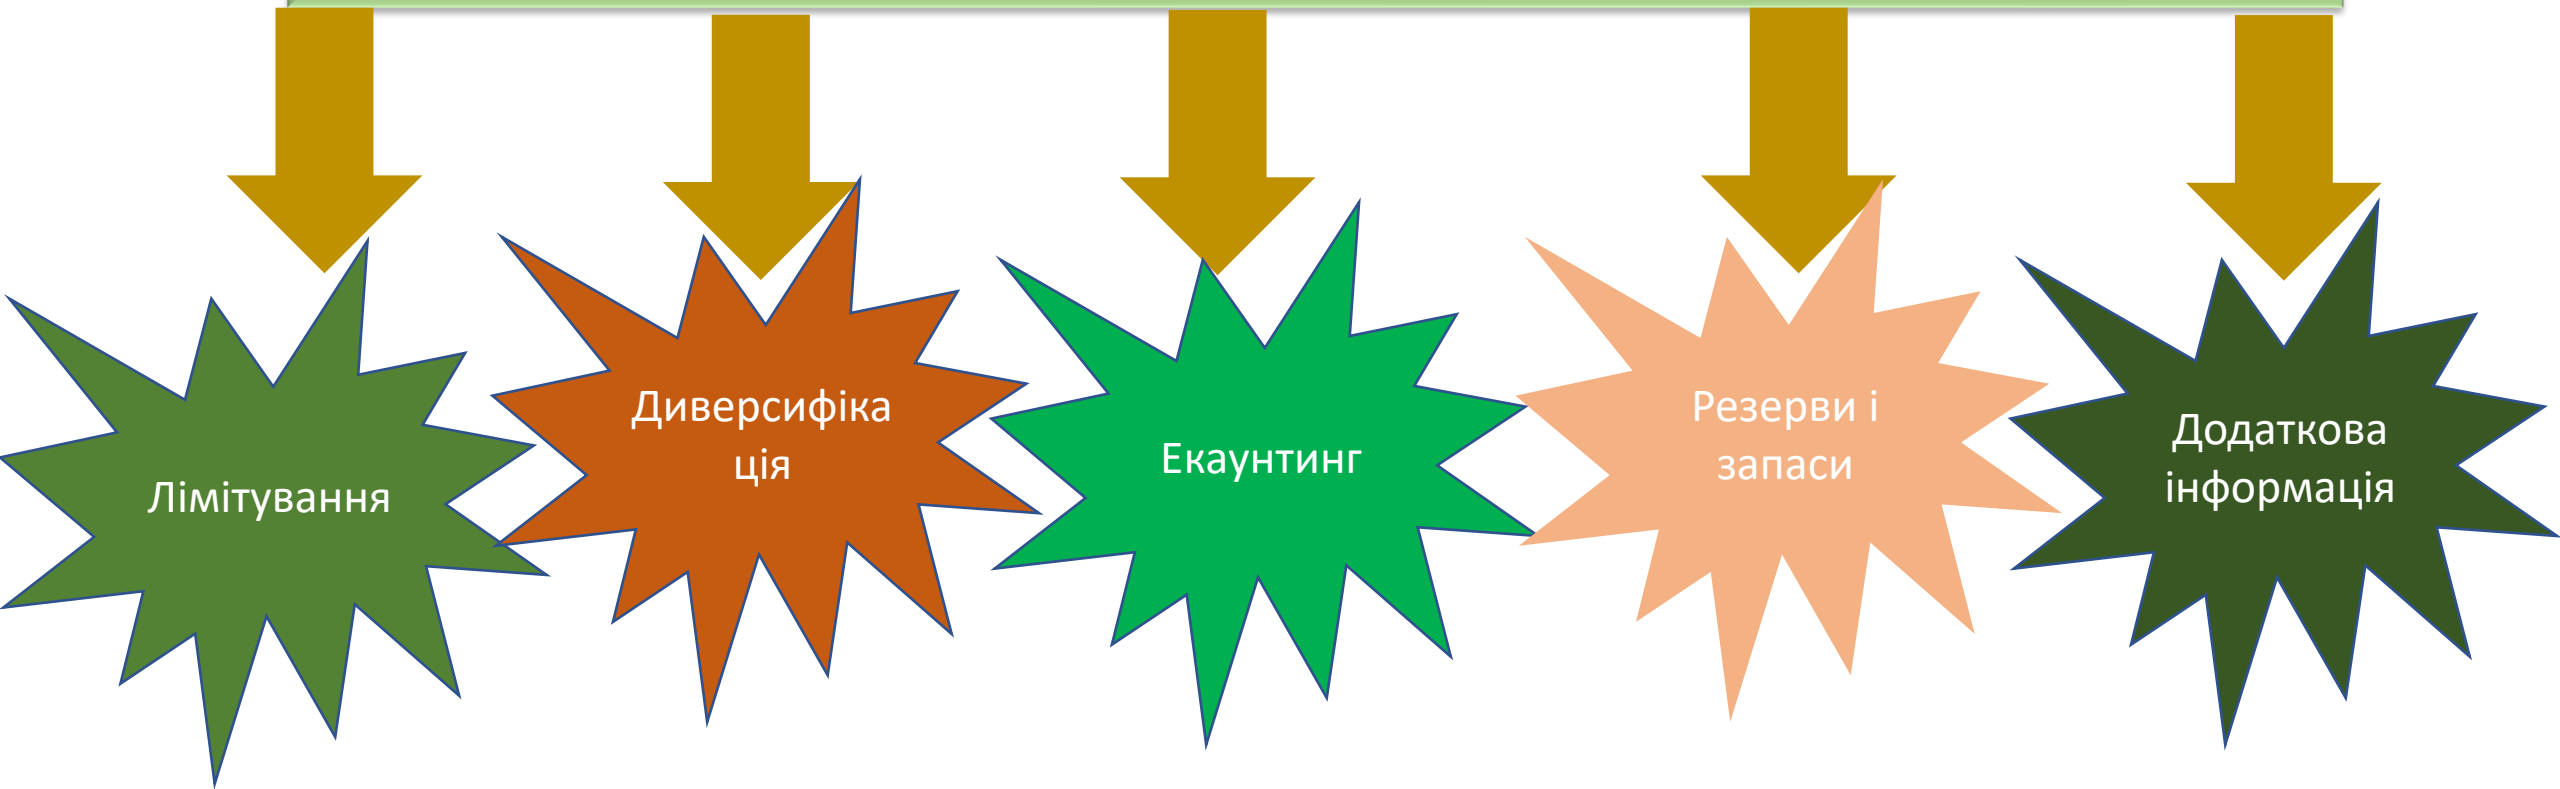 Лімітування
Диверсифіка
ція
Екаунтинг
Резерви і
запаси
Додаткова
інформація